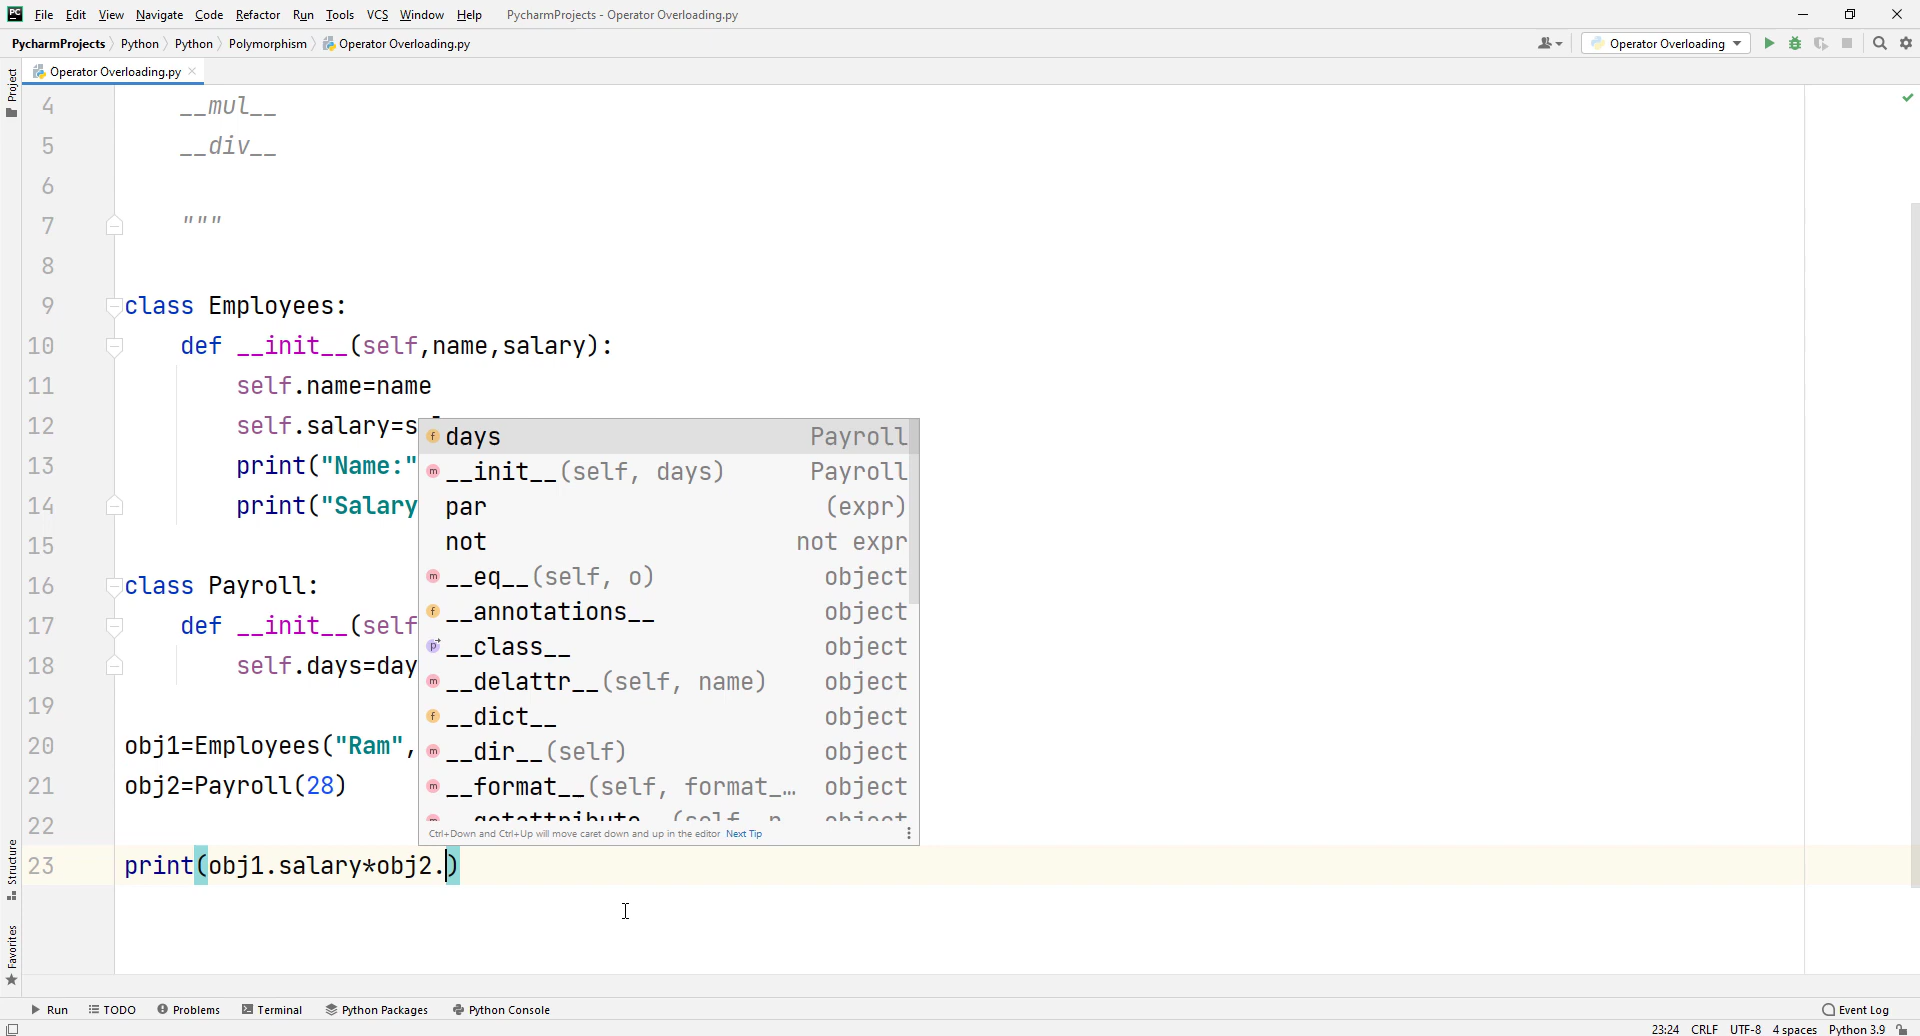 PC File Edit View Navigate Code Refactor Run Tools VCS Window Help PycharmProjects - Operator Overloading.py
PycharmProjects Python Python Polymorphism Operator Overloading.py Operator Overloading
Project Operator Overloading.py
4 __mul__
5 __div__
6
7 """
8
9 class Employees:
10 def __init__(self,name,salary):
11 self.name=name
12 self.salary=s
13 print("Name:"
14 print("Salary
15
16 class Payroll:
17 def __init__(self
18 self.days=day
19
20 obj1=Employees("Ram",
21 obj2=Payroll(28)
22
23 print(obj1.salary*obj2.)
f days Payroll
m __init__(self, days) Payroll
par (expr)
not not expr
m __eq__(self, o) object
f __annotations__ object
p __class__ object
m __delattr__(self, name) object
f __dict__ object
m __dir__(self) object
m __format__(self, format_… object
Ctrl+Down and Ctrl+Up will move caret down and up in the editor Next Tip
Structure
Favorites
Run TODO Problems Terminal Python Packages Python Console Event Log
23:24 CRLF UTF-8 4 spaces Python 3.9